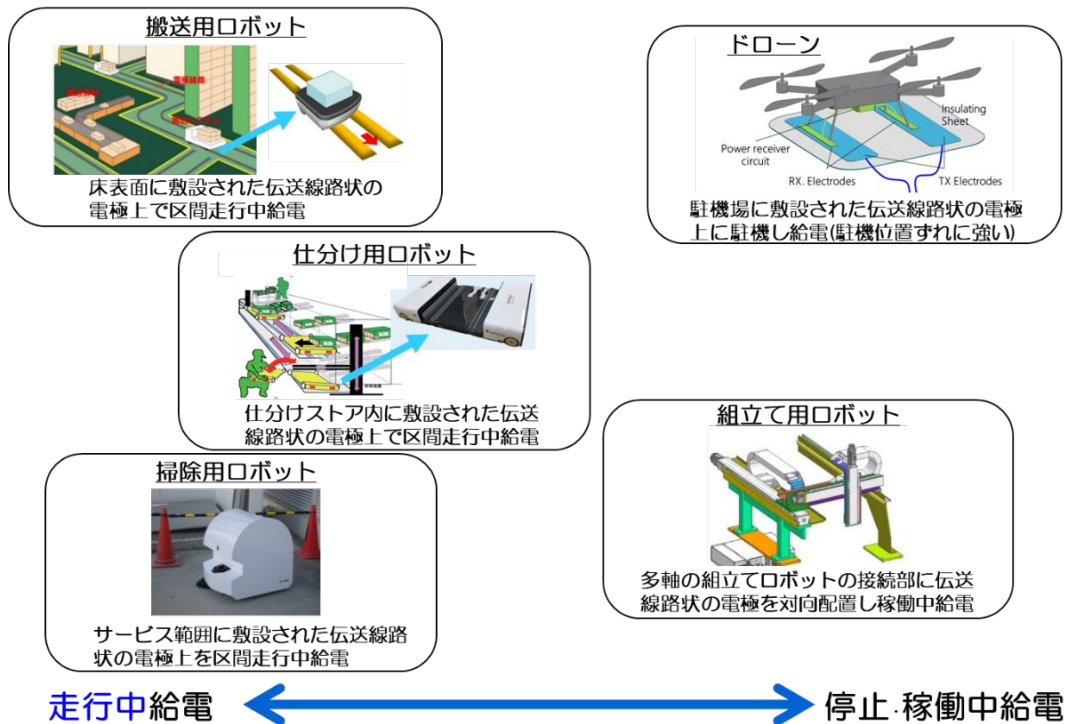 搬送用ロボット
床表面に敷設された伝送線路状の
電極上で区間走行中給電
ドローン
Insulating
Sheet
Power receiver
circuit
RX. Electrodes
TX Electrodes
駐機場に敷設された伝送線路状の電極
上に駐機し給電(駐機位置ずれに強い)
仕分け用ロボット
仕分けストア内に敷設された伝送
線路状の電極上で区間走行中給電
組立て用ロボット
多軸の組立てロボットの接続部に伝送
線路状の電極を対向配置し稼働中給電
掃除用ロボット
サービス範囲に敷設された伝送線路
状の電極上を区間走行中給電
走行中給電
停止・稼働中給電